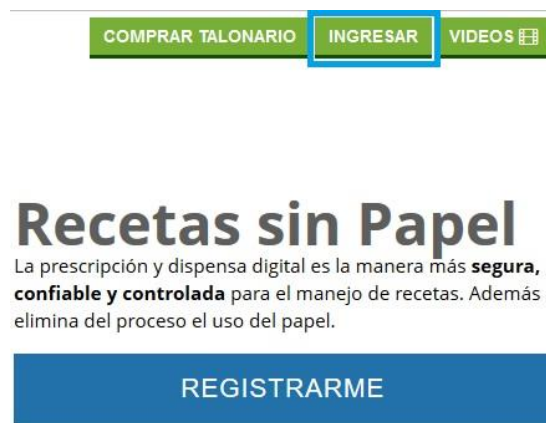 COMPRAR TALONARIO INGRESAR VIDEOS
Recetas sin Papel
La prescripción y dispensa digital es la manera más segura,
confiable y controlada para el manejo de recetas. Además
elimina del proceso el uso del papel.
REGISTRARME